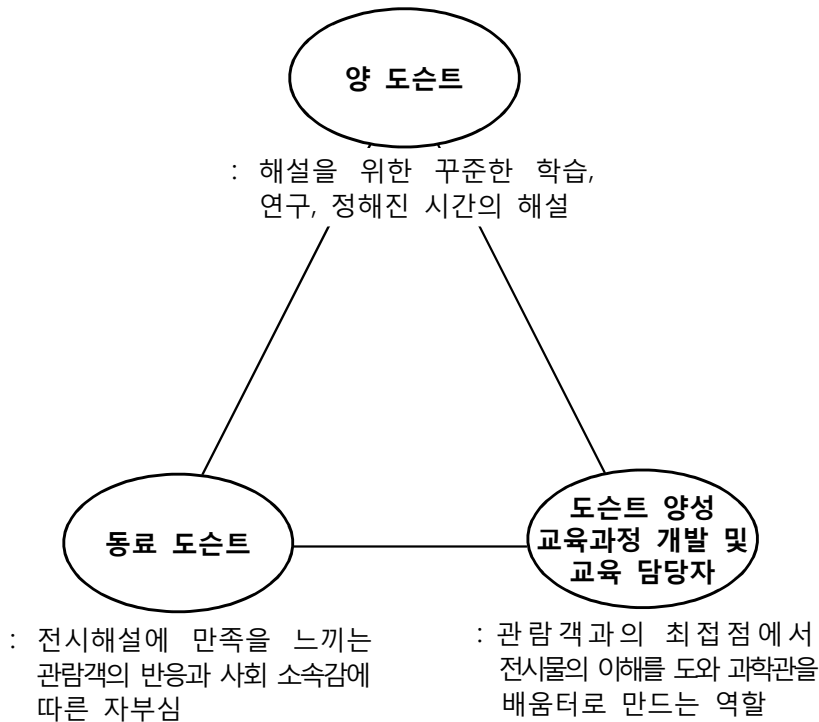 양 도슨트
: 해설을 위한 꾸준한 학습,
연구, 정해진 시간의 해설
동료 도슨트
: 전시해설에 만족을 느끼는
관람객의 반응과 사회 소속감에
따른 자부심
도슨트 양성
교육과정 개발 및
교육 담당자
: 관람객과의 최접점에서
전시물의 이해를 도와 과학관을
배움터로 만드는 역할